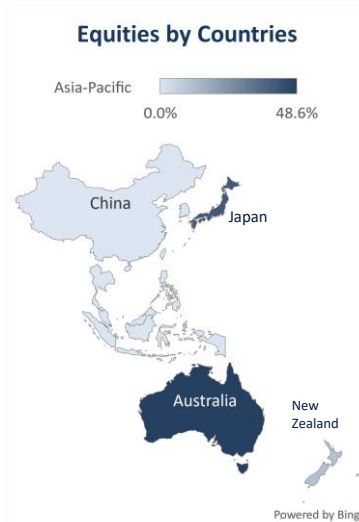 Equities by Countries
Asia-Pacific
0.0%
48.6%
China
Japan
Australia
New
Zealand
Powered by Bing